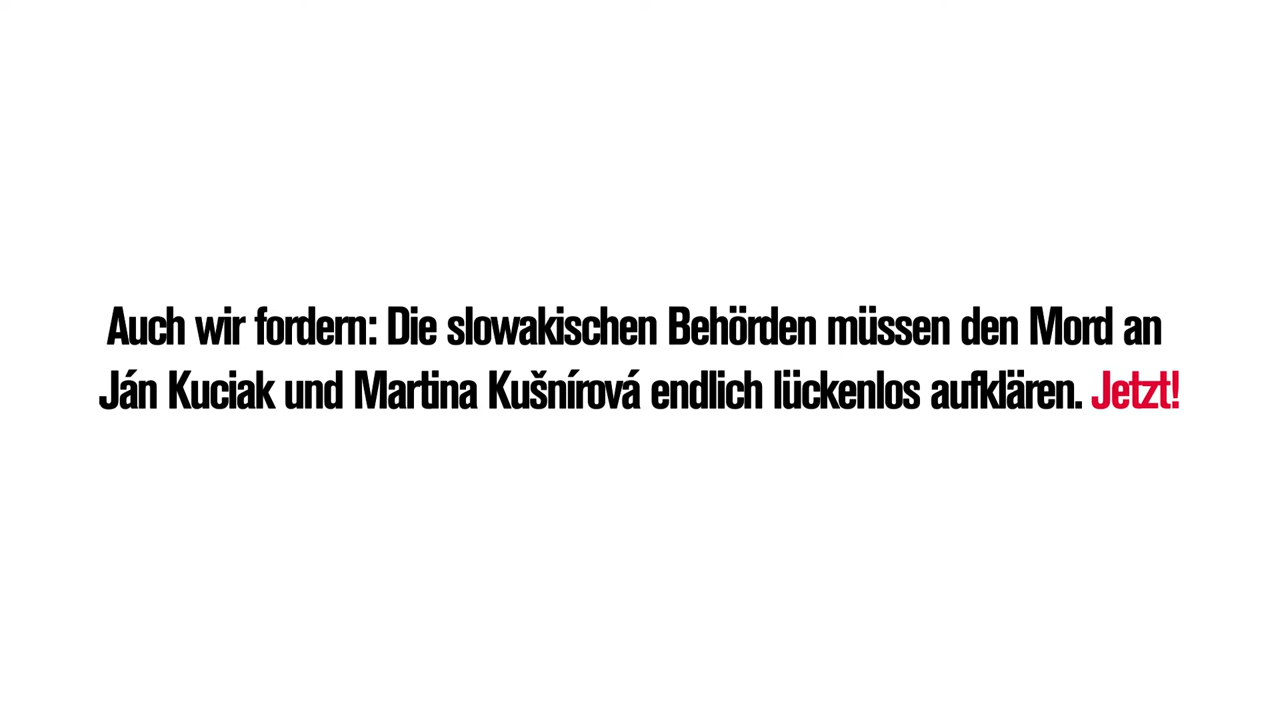 Auch wir fordern: Die slowakischen Behörden müssen den Mord an
Ján Kuciak und Martina Kušnírová endlich lückenlos aufklären. Jetzt!